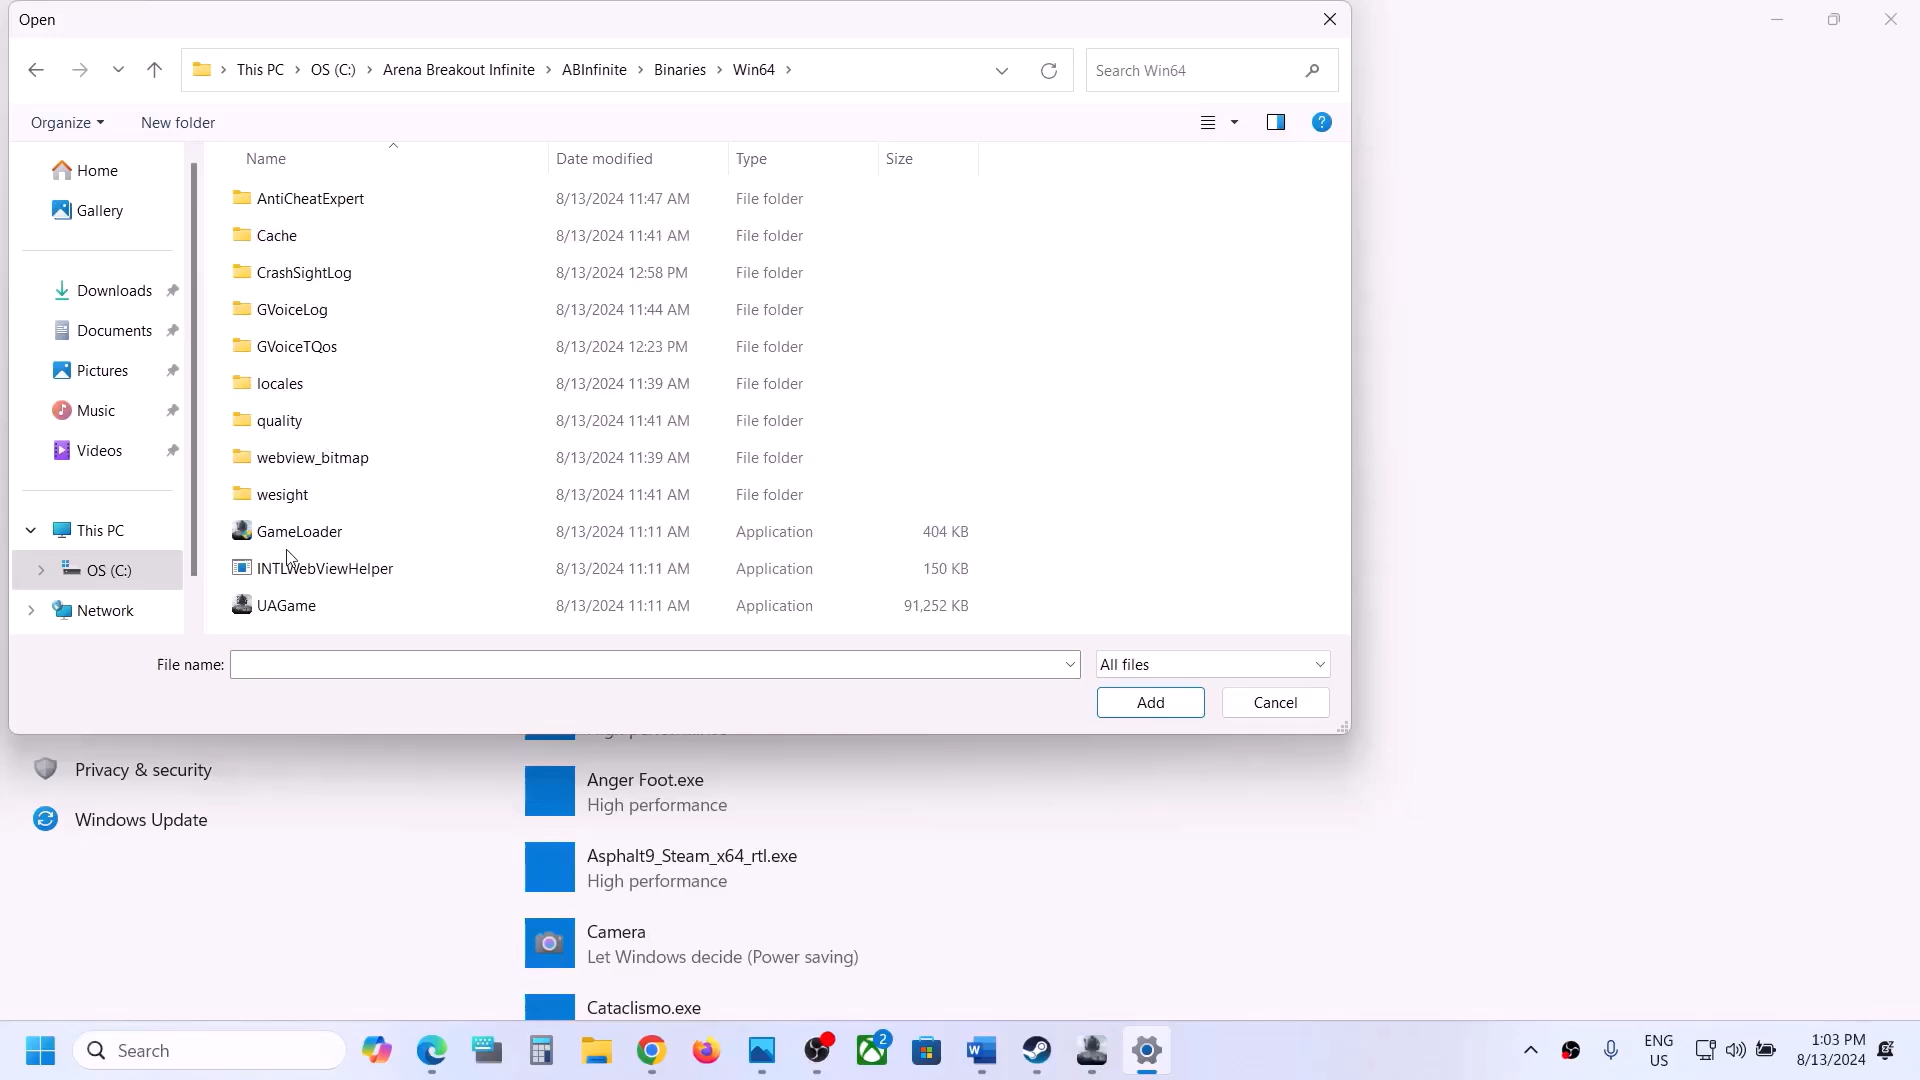 Open
This PC > OS (C:) > Arena Breakout Infinite > ABInfinite > Binaries > Win64 >
Search Win64
Organize
New folder
Name
Date modified
Type
Size
Home
Gallery
Downloads
Documents
Pictures
Music
Videos
This PC
OS (C:)
Network
AntiCheatExpert 8/13/2024 11:47 AM File folder
Cache 8/13/2024 11:41 AM File folder
CrashSightLog 8/13/2024 12:58 PM File folder
GVoiceLog 8/13/2024 11:44 AM File folder
GVoiceTQos 8/13/2024 12:23 PM File folder
locales 8/13/2024 11:39 AM File folder
quality 8/13/2024 11:41 AM File folder
webview_bitmap 8/13/2024 11:39 AM File folder
wesight 8/13/2024 11:41 AM File folder
GameLoader 8/13/2024 11:11 AM Application 404 KB
INTLWebViewHelper 8/13/2024 11:11 AM Application 150 KB
UAGame 8/13/2024 11:11 AM Application 91,252 KB
File name:
All files
Add
Cancel
Privacy & security
Windows Update
Anger Foot.exe
High performance
Asphalt9_Steam_x64_rtl.exe
High performance
Camera
Let Windows decide (Power saving)
Cataclismo.exe
Search
2
ENG
US
1:03 PM
8/13/2024